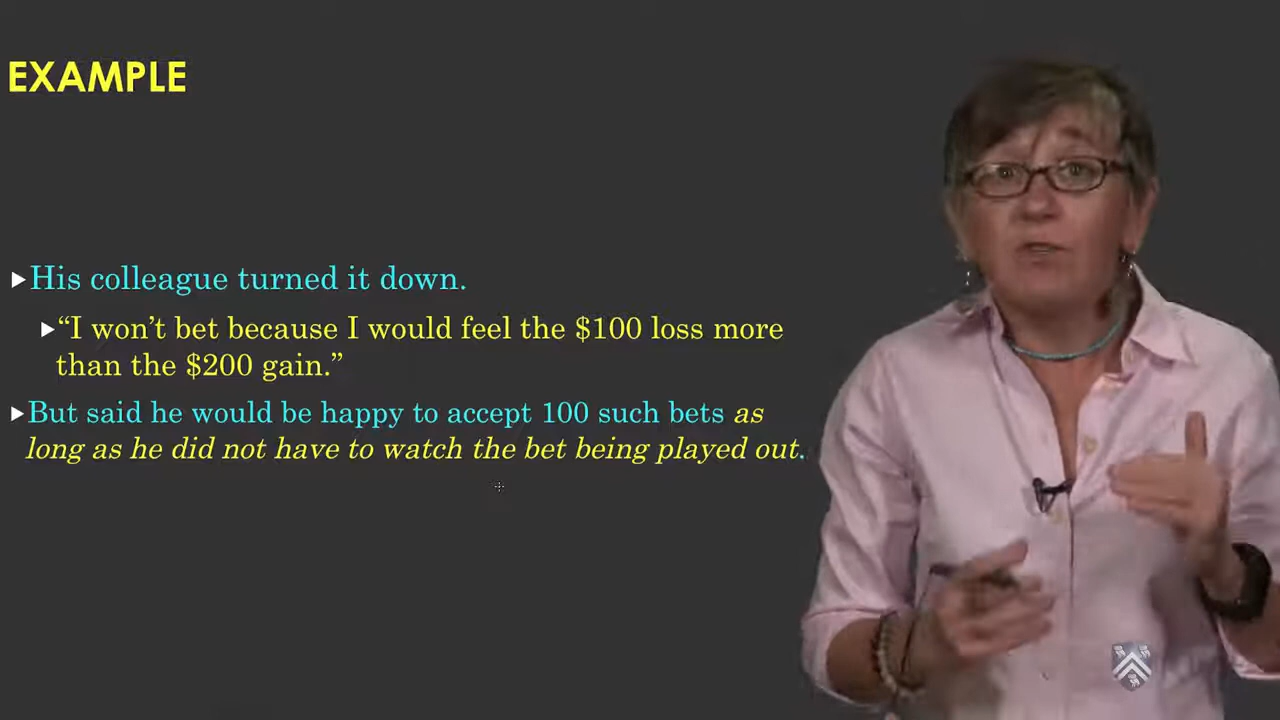 EXAMPLE
His colleague turned it down.
“I won’t bet because I would feel the $100 loss more
than the $200 gain.”
But said he would be happy to accept 100 such bets as
long as he did not have to watch the bet being played out.